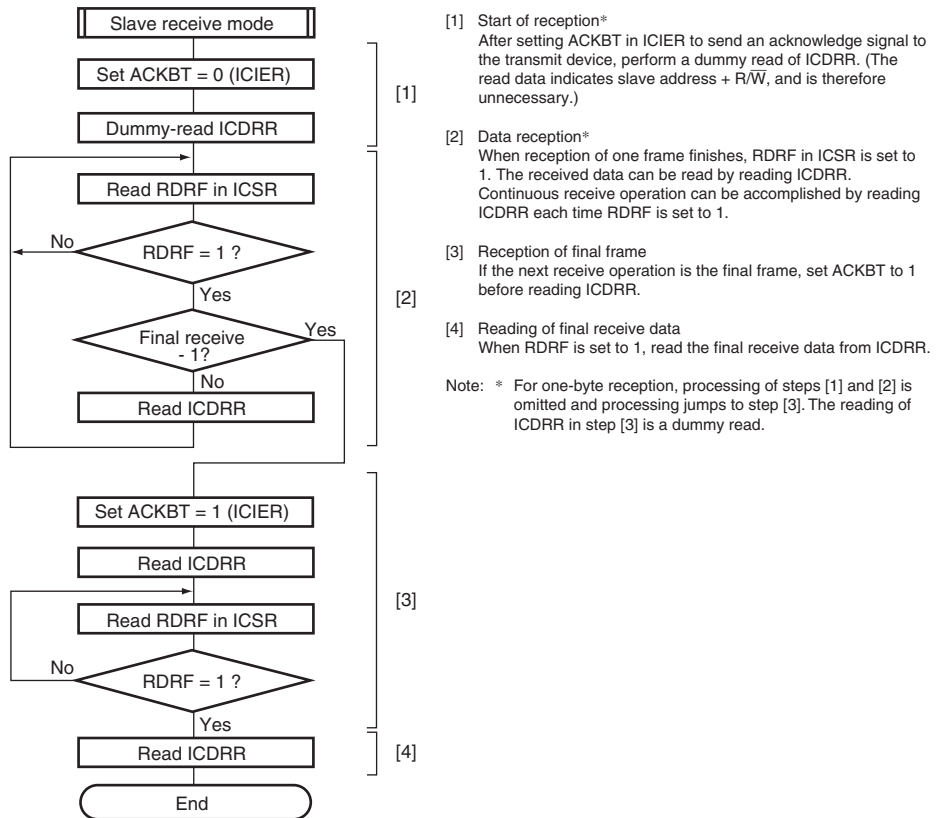 Slave receive mode
Set ACKBT = 0 (ICIER)
[1]
Dummy-read ICDRR
Read RDRF in ICSR
No
RDRF = 1 ?
Yes
[2]
Final receive
- 1?
Yes
No
Read ICDRR
Set ACKBT = 1 (ICIER)
Read ICDRR
[3]
Read RDRF in ICSR
No
RDRF = 1 ?
Yes
Read ICDRR
[4]
End
[1] Start of reception*
After setting ACKBT in ICIER to send an acknowledge signal to
the transmit device, perform a dummy read of ICDRR. (The
read data indicates slave address + R/W̅, and is therefore
unnecessary.)
[2] Data reception*
When reception of one frame finishes, RDRF in ICSR is set to
1. The received data can be read by reading ICDRR.
Continuous receive operation can be accomplished by reading
ICDRR each time RDRF is set to 1.
[3] Reception of final frame
If the next receive operation is the final frame, set ACKBT to 1
before reading ICDRR.
[4] Reading of final receive data
When RDRF is set to 1, read the final receive data from ICDRR.
Note: * For one-byte reception, processing of steps [1] and [2] is
omitted and processing jumps to step [3]. The reading of
ICDRR in step [3] is a dummy read.